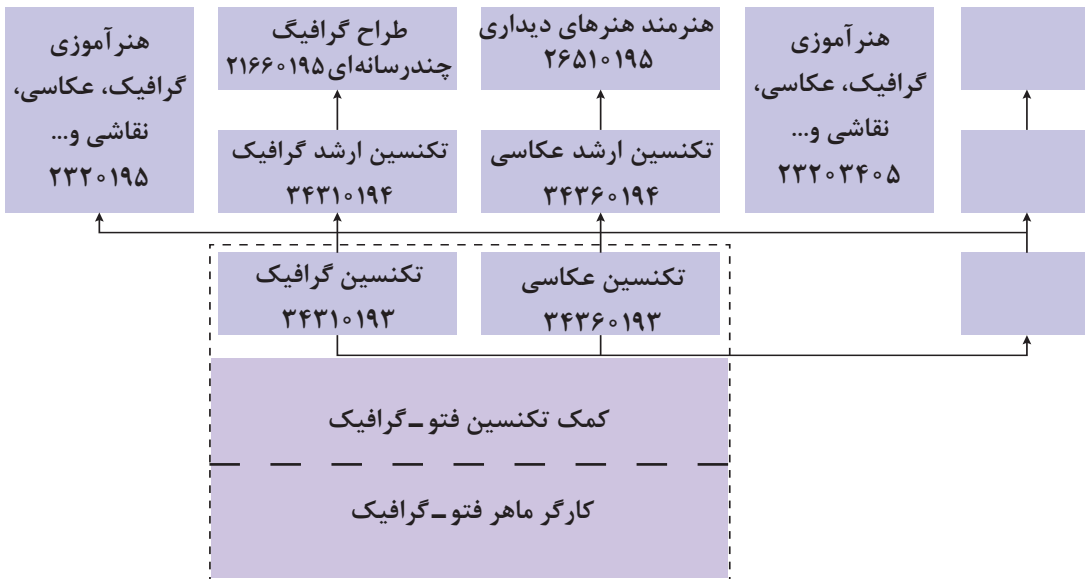 هنرآموزی
گرافیک، عکاسی،
نقاشی و...
۲۳۲۰۳۴۰۵
هنرمند هنرهای دیداری
۲۶۵۱۰۱۹۵
طراح گرافیگ
چندرسانه‌ای ۲۱۶۶۰۱۹۵
هنرآموزی
گرافیک، عکاسی،
نقاشی و...
۲۳۲۰۱۹۵
تکنسین ارشد عکاسی
۳۴۳۶۰۱۹۴
تکنسین ارشد گرافیک
۳۴۳۱۰۱۹۴
تکنسین عکاسی
۳۴۳۶۰۱۹۳
تکنسین گرافیک
۳۴۳۱۰۱۹۳
کمک تکنسین فتو ـ گرافیک
کارگر ماهر فتو ـ گرافیک